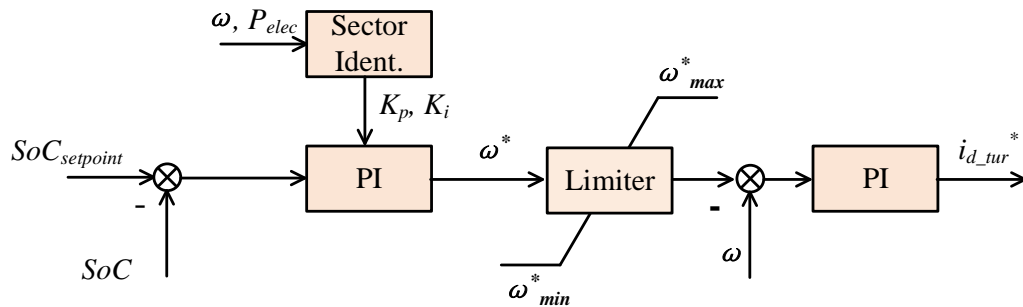 ω, P_elec
Sector
Ident.
ω*_max
K_p, K_i
SoC_setpoint
ω*
i_d_tur*
PI
Limiter
PI
-
-
SoC
ω
ω*_min